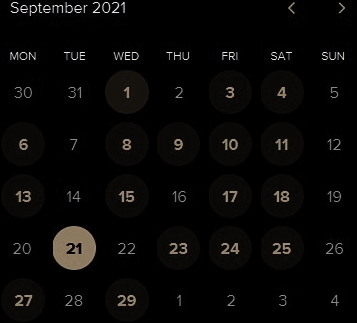 September 2021
MON TUE WED THU FRI SAT SUN
30 31 1 2 3 4 5
6 7 8 9 10 11 12
13 14 15 16 17 18 19
20 21 22 23 24 25 26
27 28 29 1 2 3 4